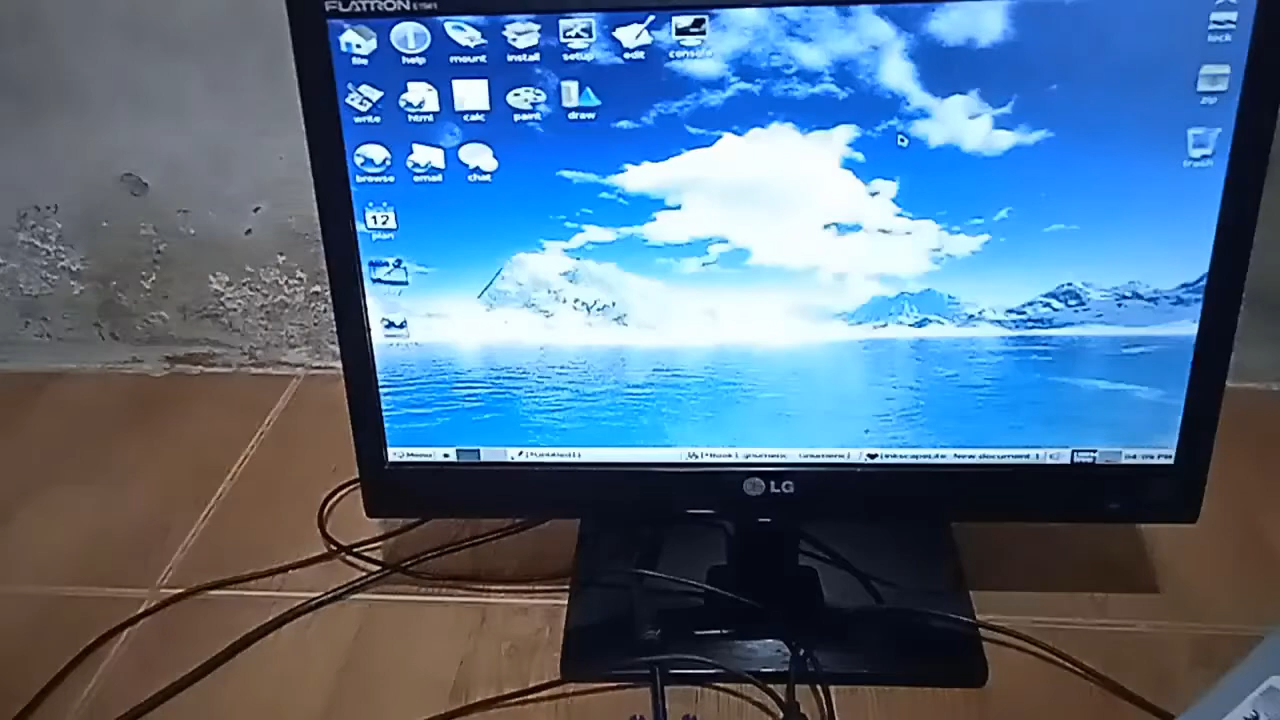 FLATRON E1941
file help mount install setup edit console
lock
write html calc paint draw
zip
browse email chat
trash
12
plan
Menu
LG